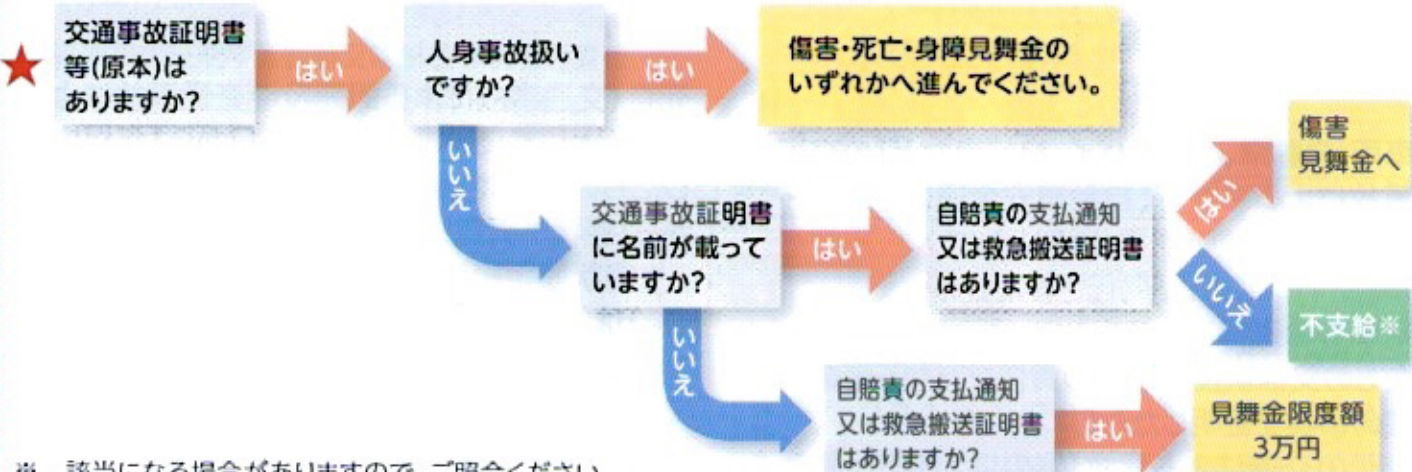 交通事故証明書
等(原本)は
ありますか?
はい
人身事故扱い
ですか?
はい
傷害・死亡・身障見舞金の
いずれかへ進んでください。
いいえ
交通事故証明書
に名前が載って
いますか?
はい
自賠責の支払通知
又は救急搬送証明書
はありますか?
はい
傷害
見舞金へ
いいえ
不支給※
いいえ
自賠責の支払通知
又は救急搬送証明書
はありますか?
はい
見舞金限度額
3万円
※ 該当になる場合がありますので、ご照会ください